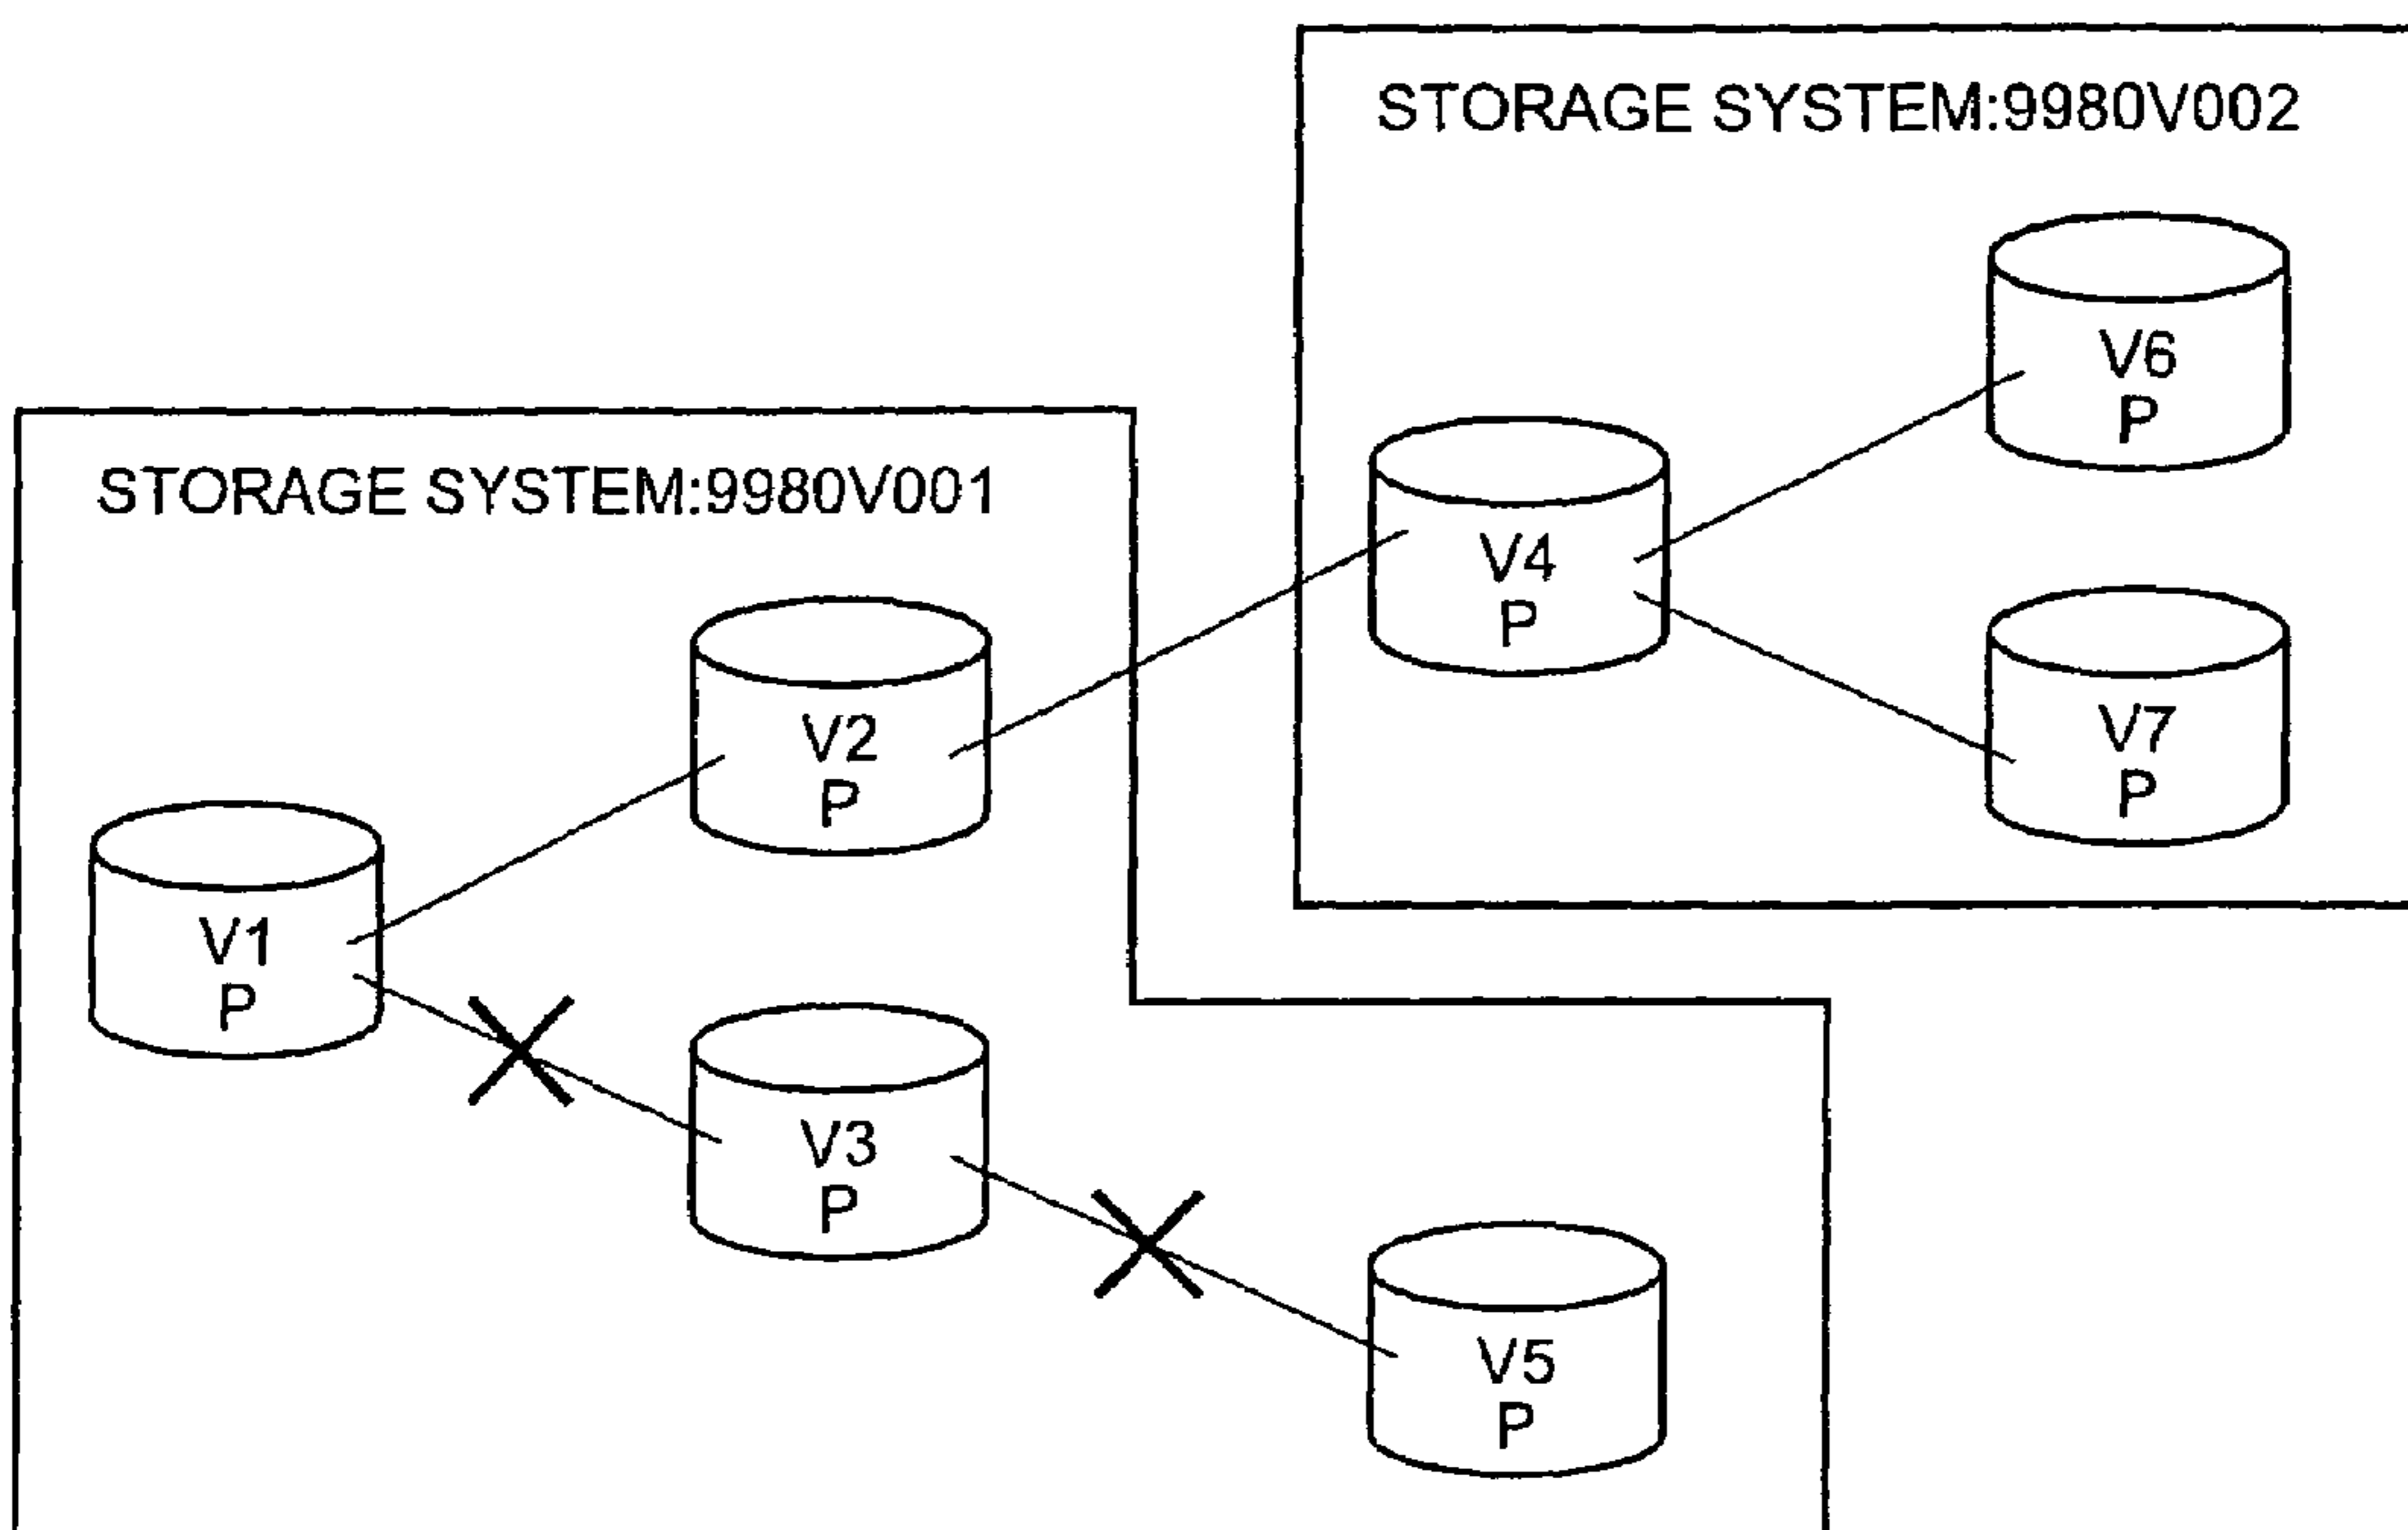 STORAGE SYSTEM:9980V002
V6
P
STORAGE SYSTEM:9980V001
V4
P
V2
P
V7
P
V1
P
V3
P
V5
P